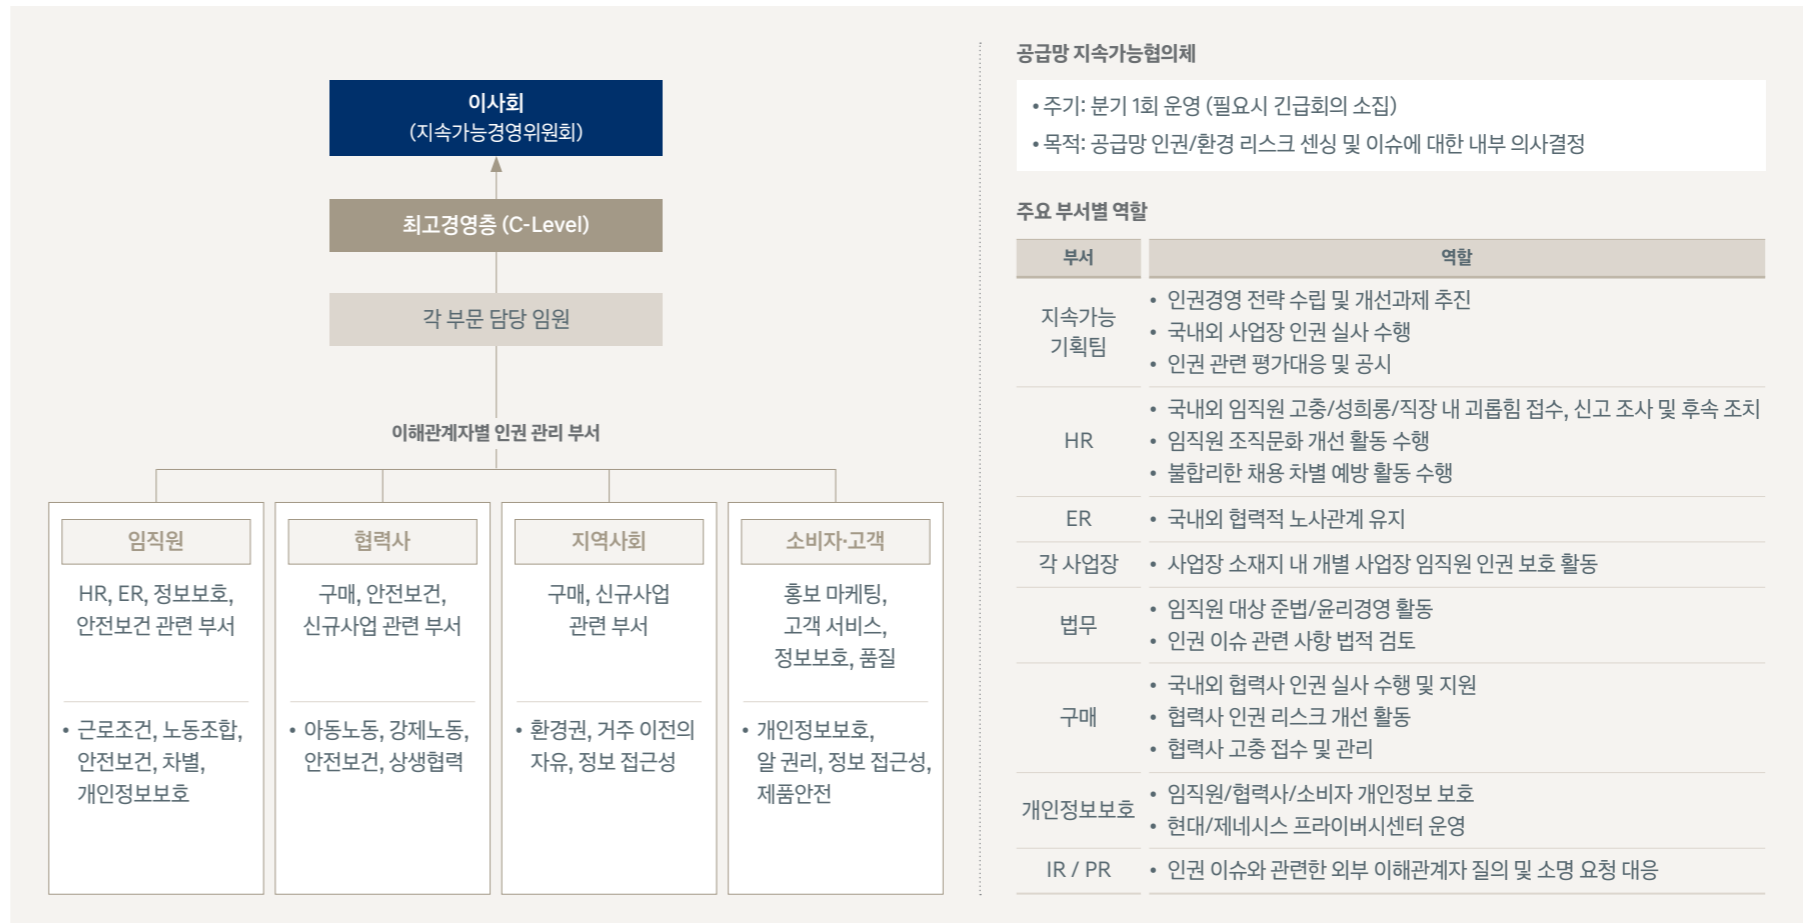 이사회
(지속가능경영위원회)
최고경영층 (C-Level)
각 부문 담당 임원
이해관계자별 인권 관리 부서
임직원
HR, ER, 정보보호,
안전보건 관련 부서
• 근로조건, 노동조합,
안전보건, 차별,
개인정보보호
협력사
구매, 안전보건,
신규사업 관련 부서
• 아동노동, 강제노동,
안전보건, 상생협력
지역사회
구매, 신규사업
관련 부서
• 환경권, 거주 이전의
자유, 정보 접근성
소비자·고객
홍보 마케팅,
고객 서비스,
정보보호, 품질
• 개인정보보호,
알 권리, 정보 접근성,
제품안전
공급망 지속가능협의체
• 주기: 분기 1회 운영 (필요시 긴급회의 소집)
• 목적: 공급망 인권/환경 리스크 센싱 및 이슈에 대한 내부 의사결정
주요 부서별 역할
부서 역할
지속가능
기획팀
• 인권경영 전략 수립 및 개선과제 추진
• 국내외 사업장 인권 실사 수행
• 인권 관련 평가대응 및 공시
HR
• 국내외 임직원 고충/성희롱/직장 내 괴롭힘 접수, 신고 조사 및 후속 조치
• 임직원 조직문화 개선 활동 수행
• 불합리한 채용 차별 예방 활동 수행
ER
• 국내외 협력적 노사관계 유지
각 사업장
• 사업장 소재지 내 개별 사업장 임직원 인권 보호 활동
법무
• 임직원 대상 준법/윤리경영 활동
• 인권 이슈 관련 사항 법적 검토
구매
• 국내외 협력사 인권 실사 수행 및 지원
• 협력사 인권 리스크 개선 활동
• 협력사 고충 접수 및 관리
개인정보보호
• 임직원/협력사/소비자 개인정보 보호
• 현대/제네시스 프라이버시센터 운영
IR / PR
• 인권 이슈와 관련한 외부 이해관계자 질의 및 소명 요청 대응